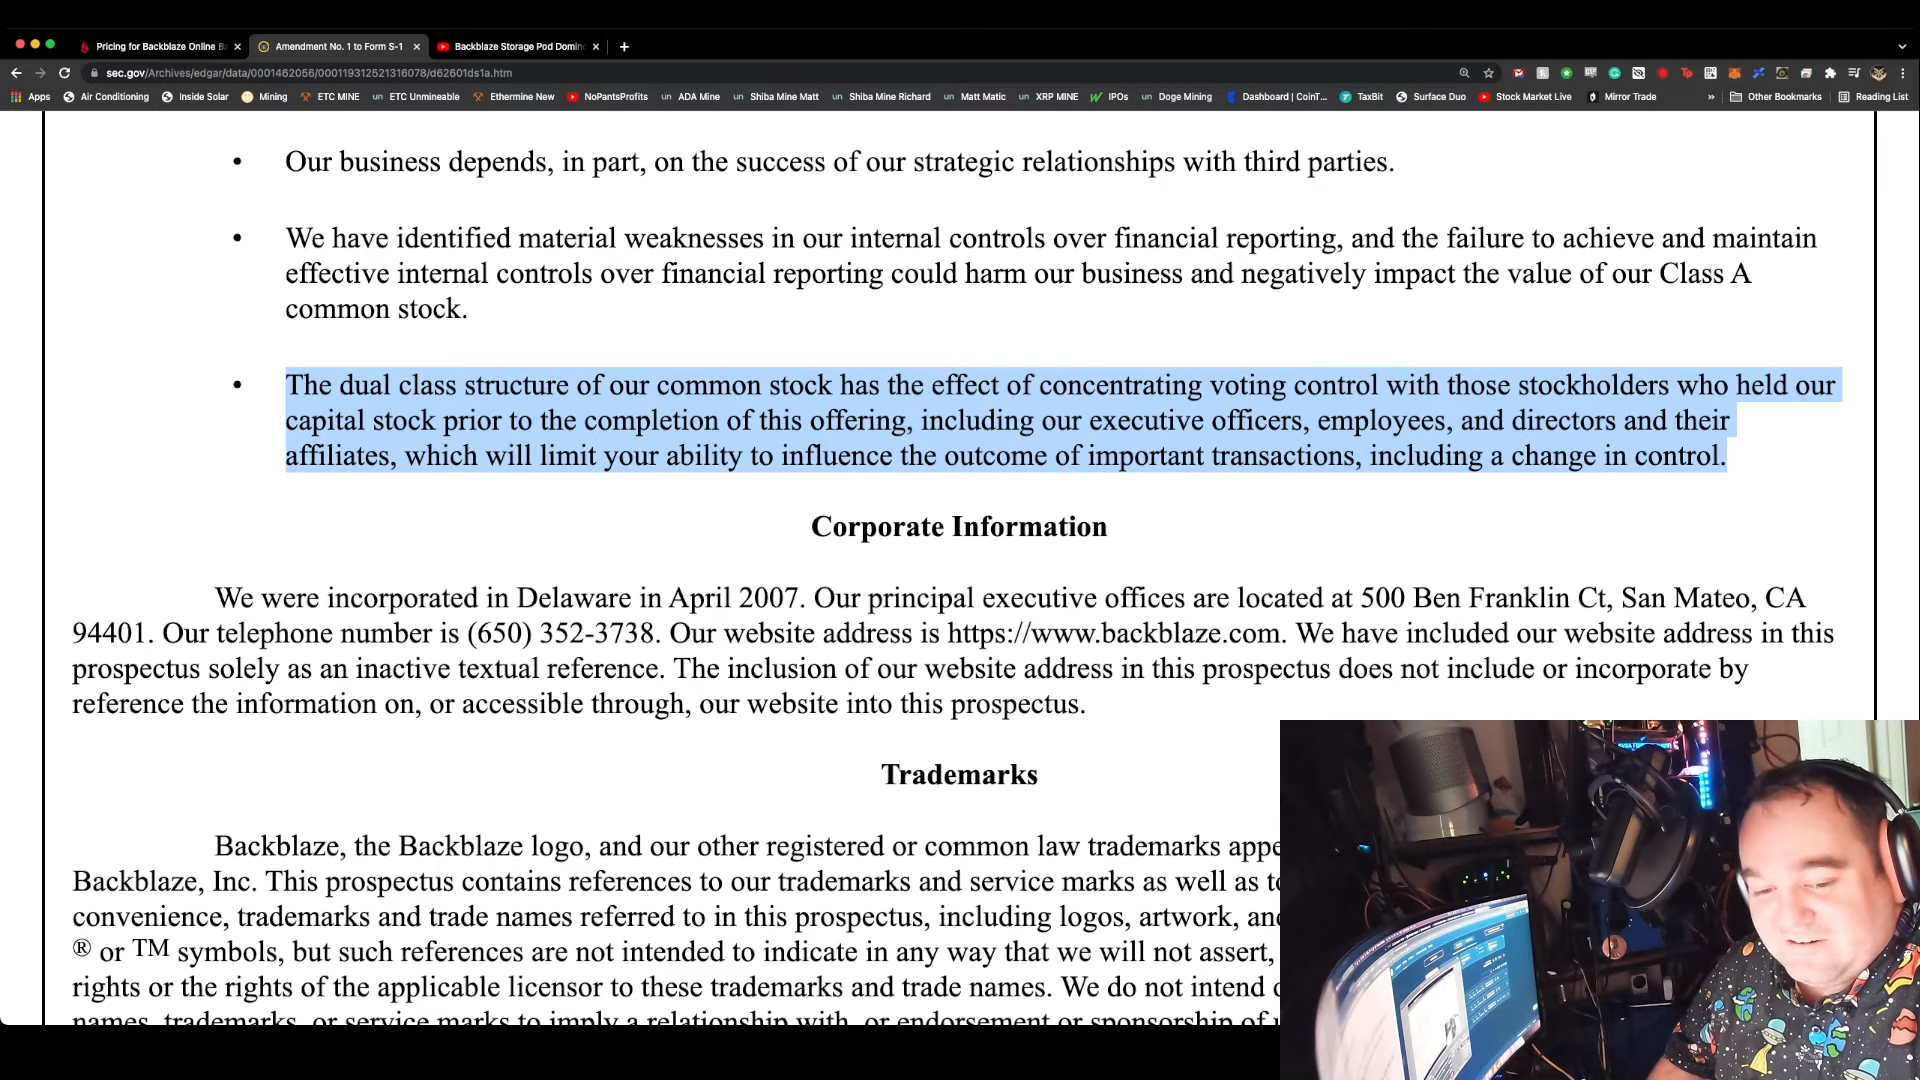 Pricing for Backblaze Online Ba
Amendment No. 1 to Form S-1
Backblaze Storage Pod Domin
sec.gov/Archives/edgar/data/0001462056/000119312521316078/d62601ds1a.htm
Apps Air Conditioning Inside Solar Mining ETC MINE ETC Unmineable Ethermine New NoPantsProfits ADA Mine Shiba Mine Matt Shiba Mine Richard Matt Matic XRP MINE IPOs Doge Mining Dashboard | CoinT... TaxBit Surface Duo Stock Market Live Mirror Trade » Other Bookmarks Reading List
• Our business depends, in part, on the success of our strategic relationships with third parties.
• We have identified material weaknesses in our internal controls over financial reporting, and the failure to achieve and maintain
effective internal controls over financial reporting could harm our business and negatively impact the value of our Class A
common stock.
• The dual class structure of our common stock has the effect of concentrating voting control with those stockholders who held our
capital stock prior to the completion of this offering, including our executive officers, employees, and directors and their
affiliates, which will limit your ability to influence the outcome of important transactions, including a change in control.
Corporate Information
We were incorporated in Delaware in April 2007. Our principal executive offices are located at 500 Ben Franklin Ct, San Mateo, CA
94401. Our telephone number is (650) 352-3738. Our website address is https://www.backblaze.com. We have included our website address in this
prospectus solely as an inactive textual reference. The inclusion of our website address in this prospectus does not include or incorporate by
reference the information on, or accessible through, our website into this prospectus.
Trademarks
Backblaze, the Backblaze logo, and our other registered or common law trademarks appe
Backblaze, Inc. This prospectus contains references to our trademarks and service marks as well as to
convenience, trademarks and trade names referred to in this prospectus, including logos, artwork, and
® or TM symbols, but such references are not intended to indicate in any way that we will not assert,
rights or the rights of the applicable licensor to these trademarks and trade names. We do not intend o
names, trademarks, or service marks to imply a relationship with, or endorsement or sponsorship of